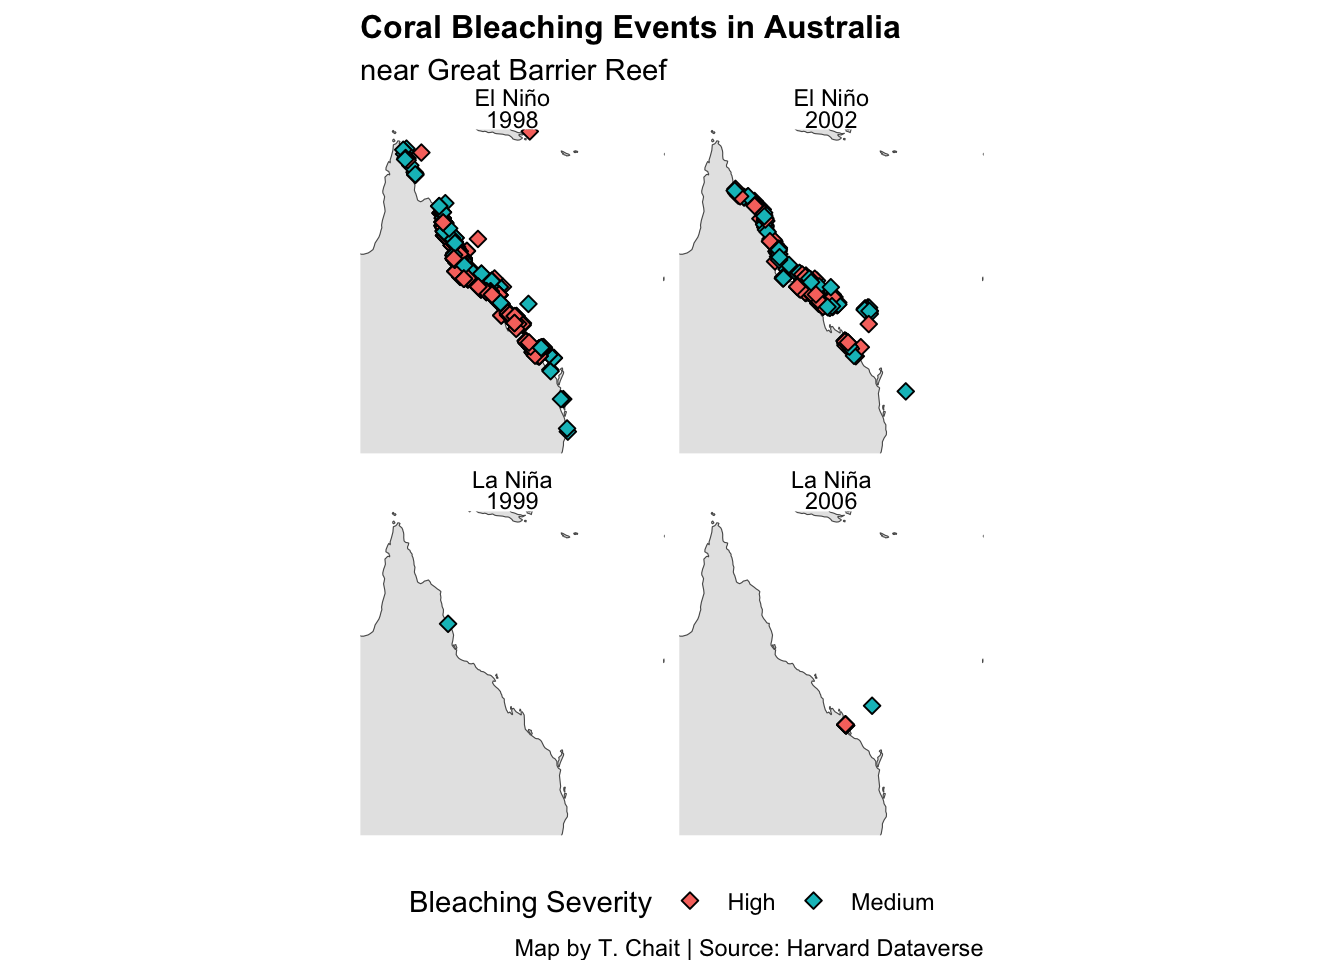 Coral Bleaching Events in Australia
near Great Barrier Reef
El Niño
1998
El Niño
2002
La Niña
1999
La Niña
2006
Bleaching Severity High Medium
Map by T. Chait | Source: Harvard Dataverse